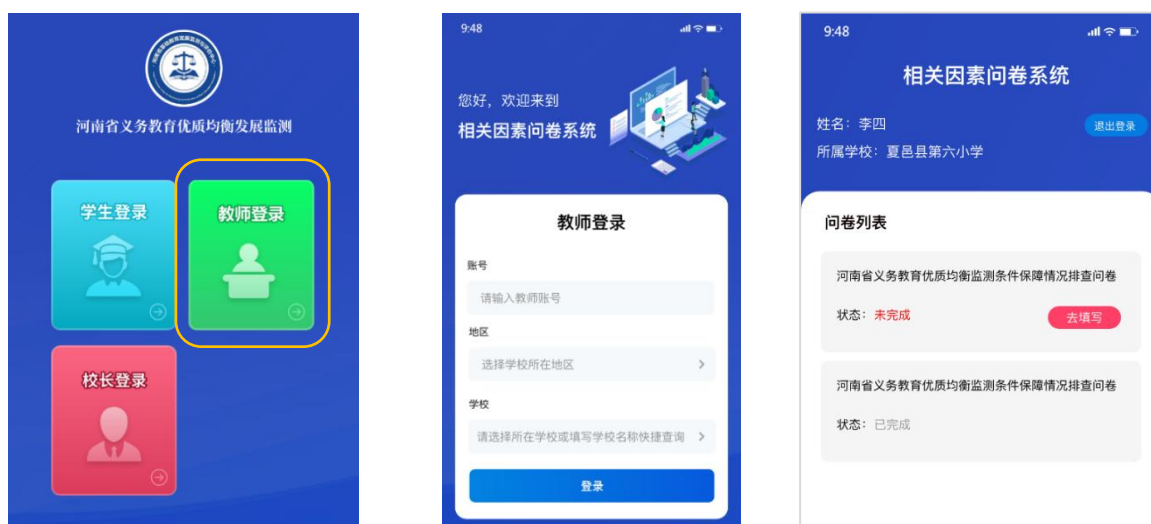 河南省义务教育优质均衡发展监测
学生登录
教师登录
校长登录
9:48
您好，欢迎来到
相关因素问卷系统
教师登录
账号
请输入教师账号
地区
选择学校所在地区
学校
请选择所在学校或填写学校名称快捷查询
登录
9:48
相关因素问卷系统
姓名：李四
退出登录
所属学校：夏邑县第六小学
问卷列表
河南省义务教育优质均衡监测条件保障情况排查问卷
状态：未完成
去填写
河南省义务教育优质均衡监测条件保障情况排查问卷
状态：已完成